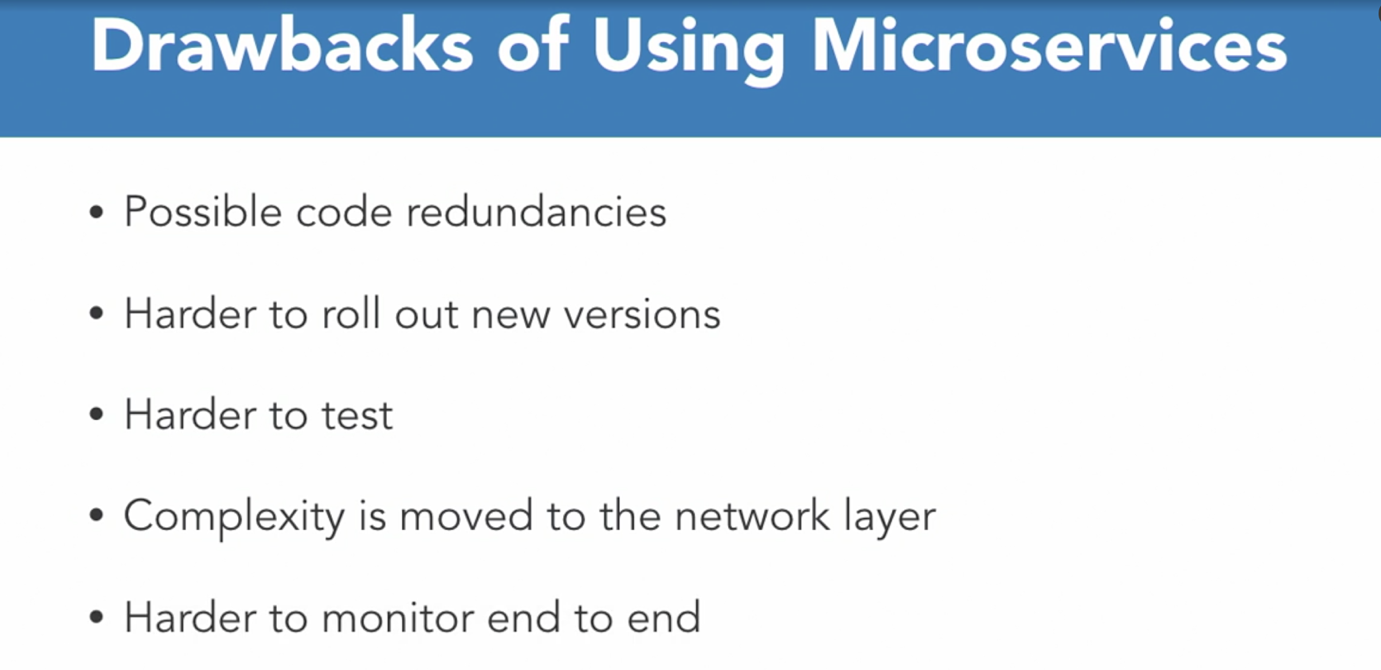 Drawbacks of Using Microservices
• Possible code redundancies
• Harder to roll out new versions
• Harder to test
• Complexity is moved to the network layer
• Harder to monitor end to end